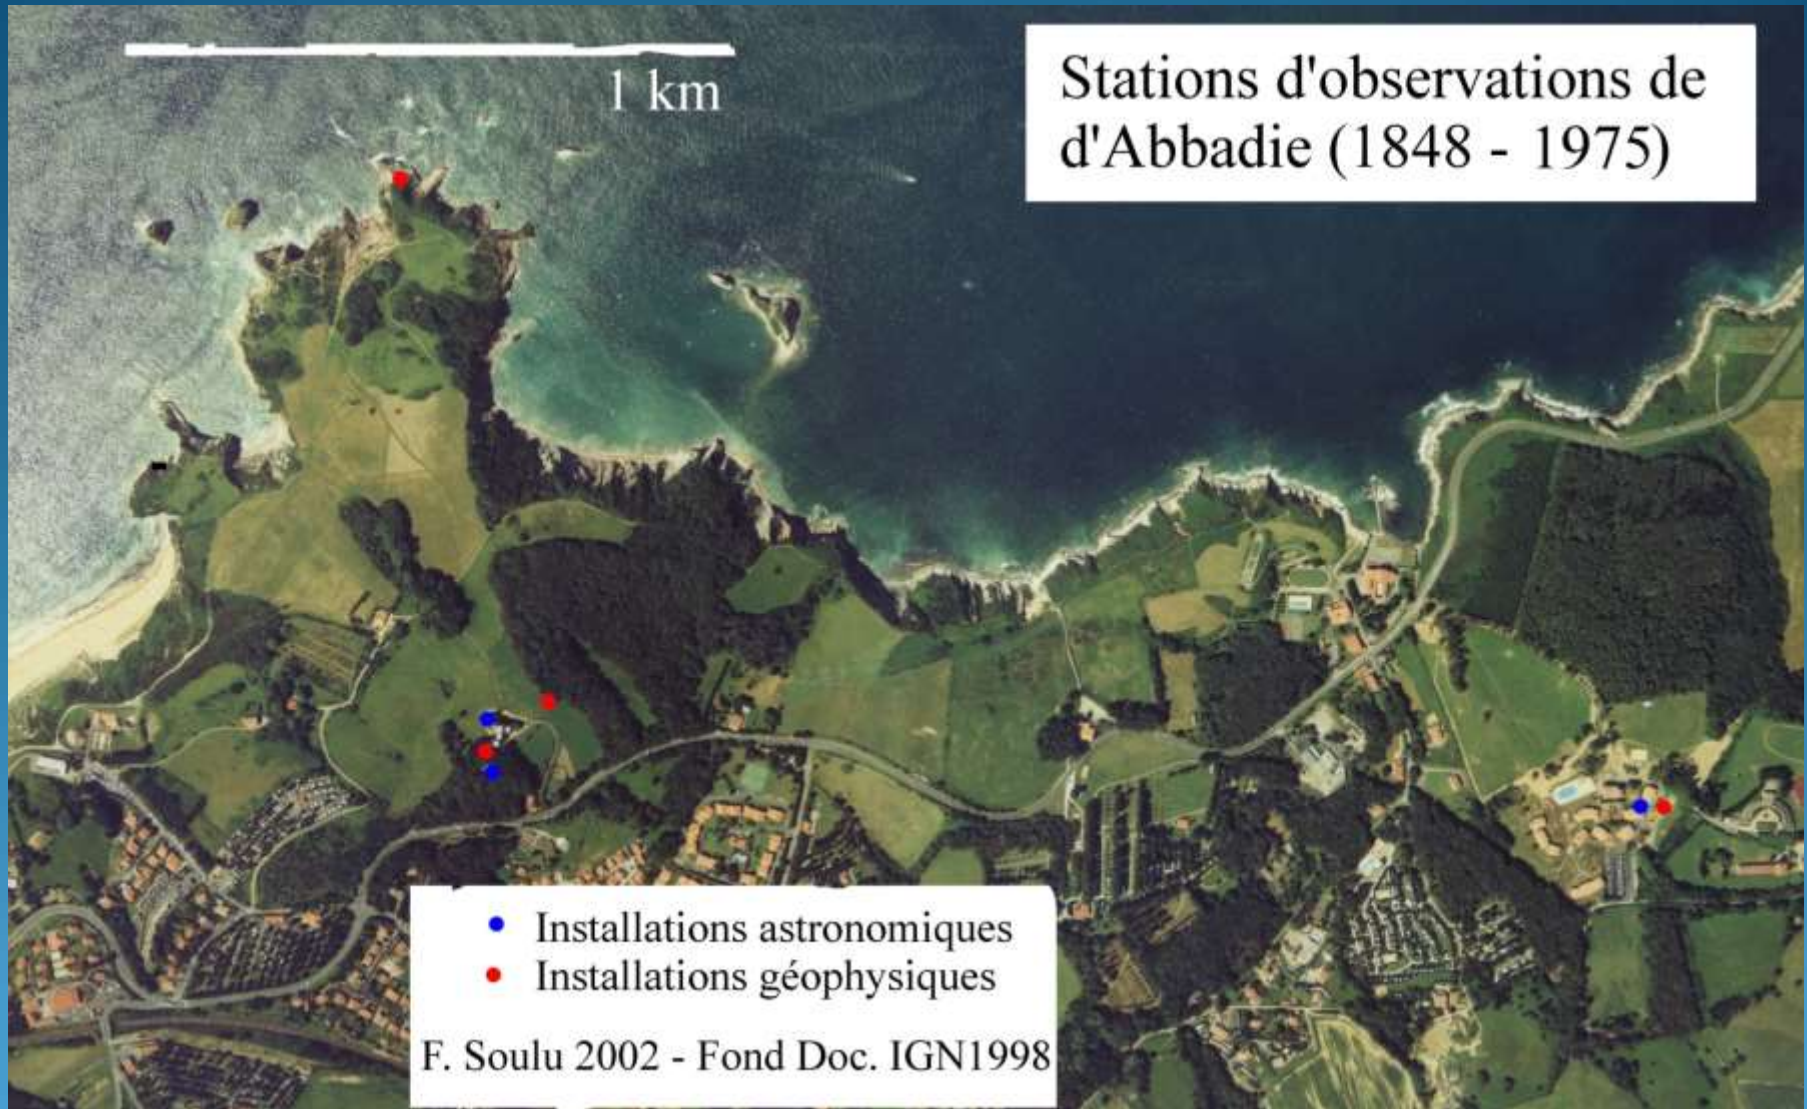 1 km
Stations d'observations de
d'Abbadie (1848 - 1975)
Installations astronomiques
Installations géophysiques
F. Soulu 2002 - Fond Doc. IGN1998